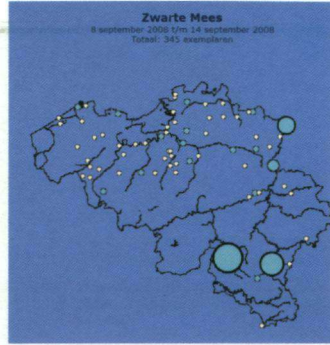 Zwarte Mees
8 september 2008 t/m 14 september 2008
Totaal: 345 exemplaren